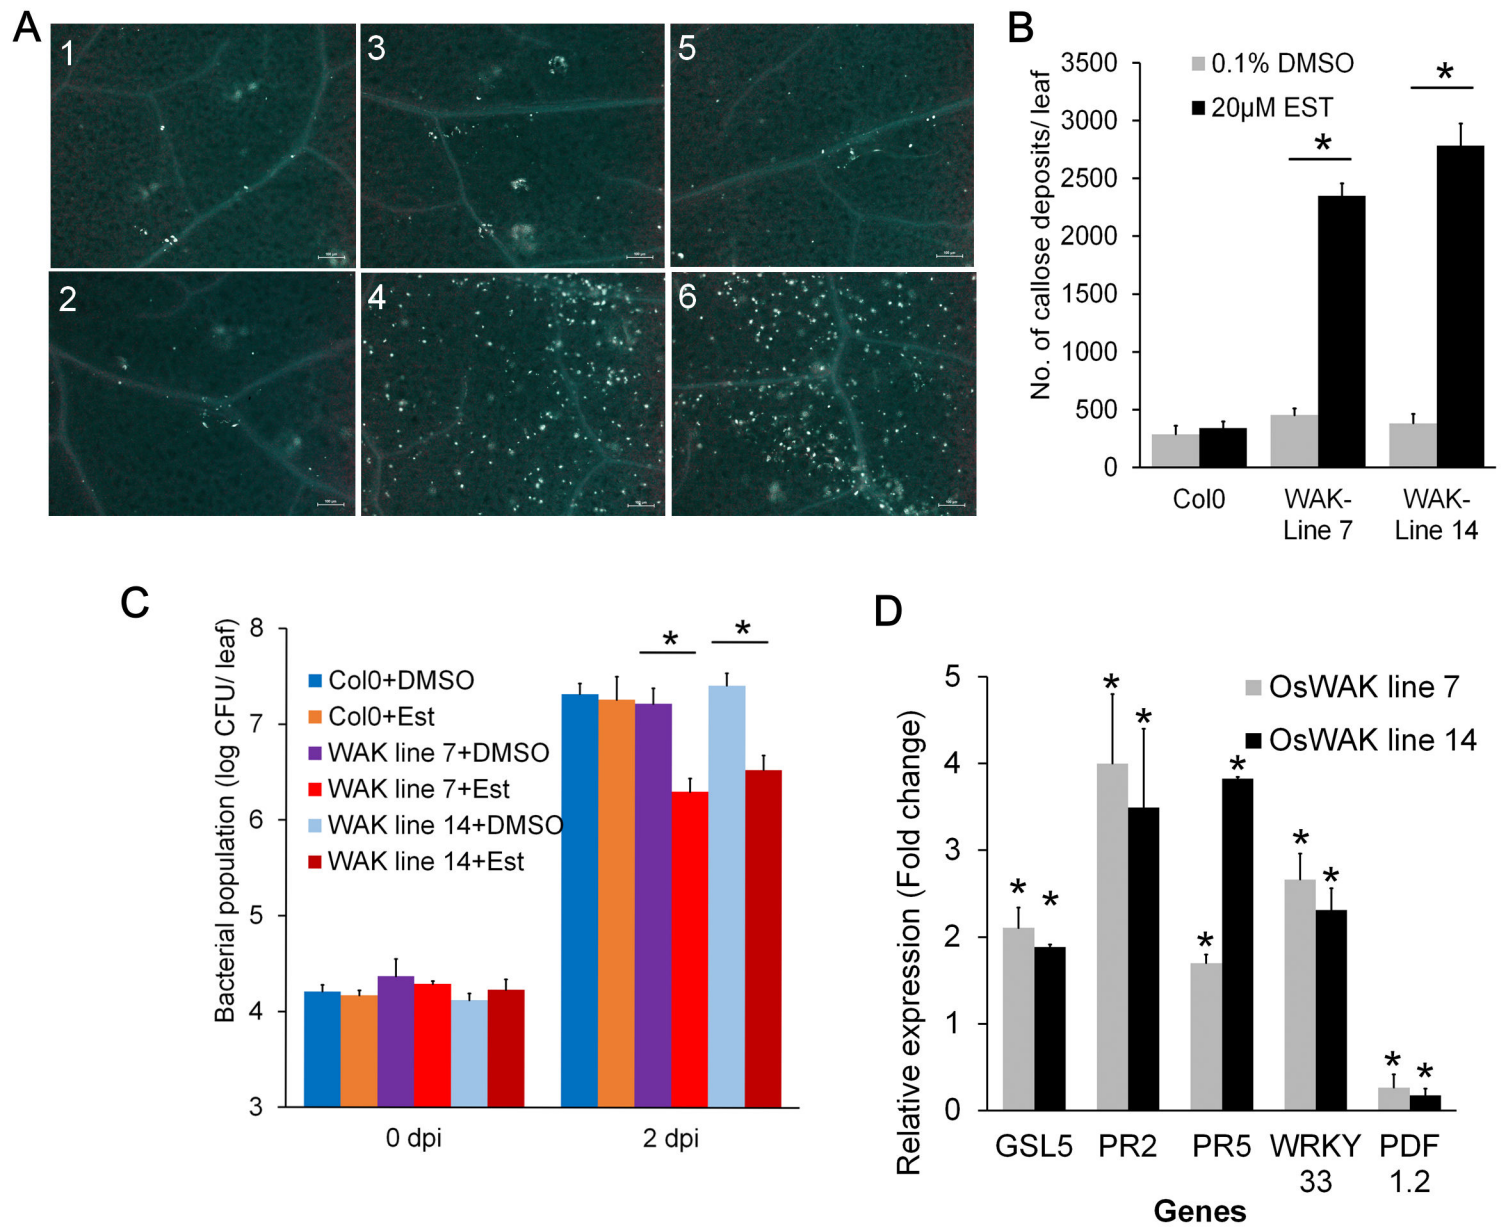 A
1
3
5
2
4
6
B
3500
3000
2500
2000
1500
1000
500
0
No. of callose deposits/ leaf
0.1% DMSO
20µM EST
*
*
Col0
WAK-
Line 7
WAK-
Line 14
C
8
7
6
5
4
3
Bacterial population (log CFU/ leaf)
Col0+DMSO
Col0+Est
WAK line 7+DMSO
WAK line 7+Est
WAK line 14+DMSO
WAK line 14+Est
*
*
0 dpi
2 dpi
D
5
4
3
2
1
0
Relative expression (Fold change)
OsWAK line 7
OsWAK line 14
* * * * * * * * * *
GSL5 PR2 PR5 WRKY PDF
33 1.2
Genes